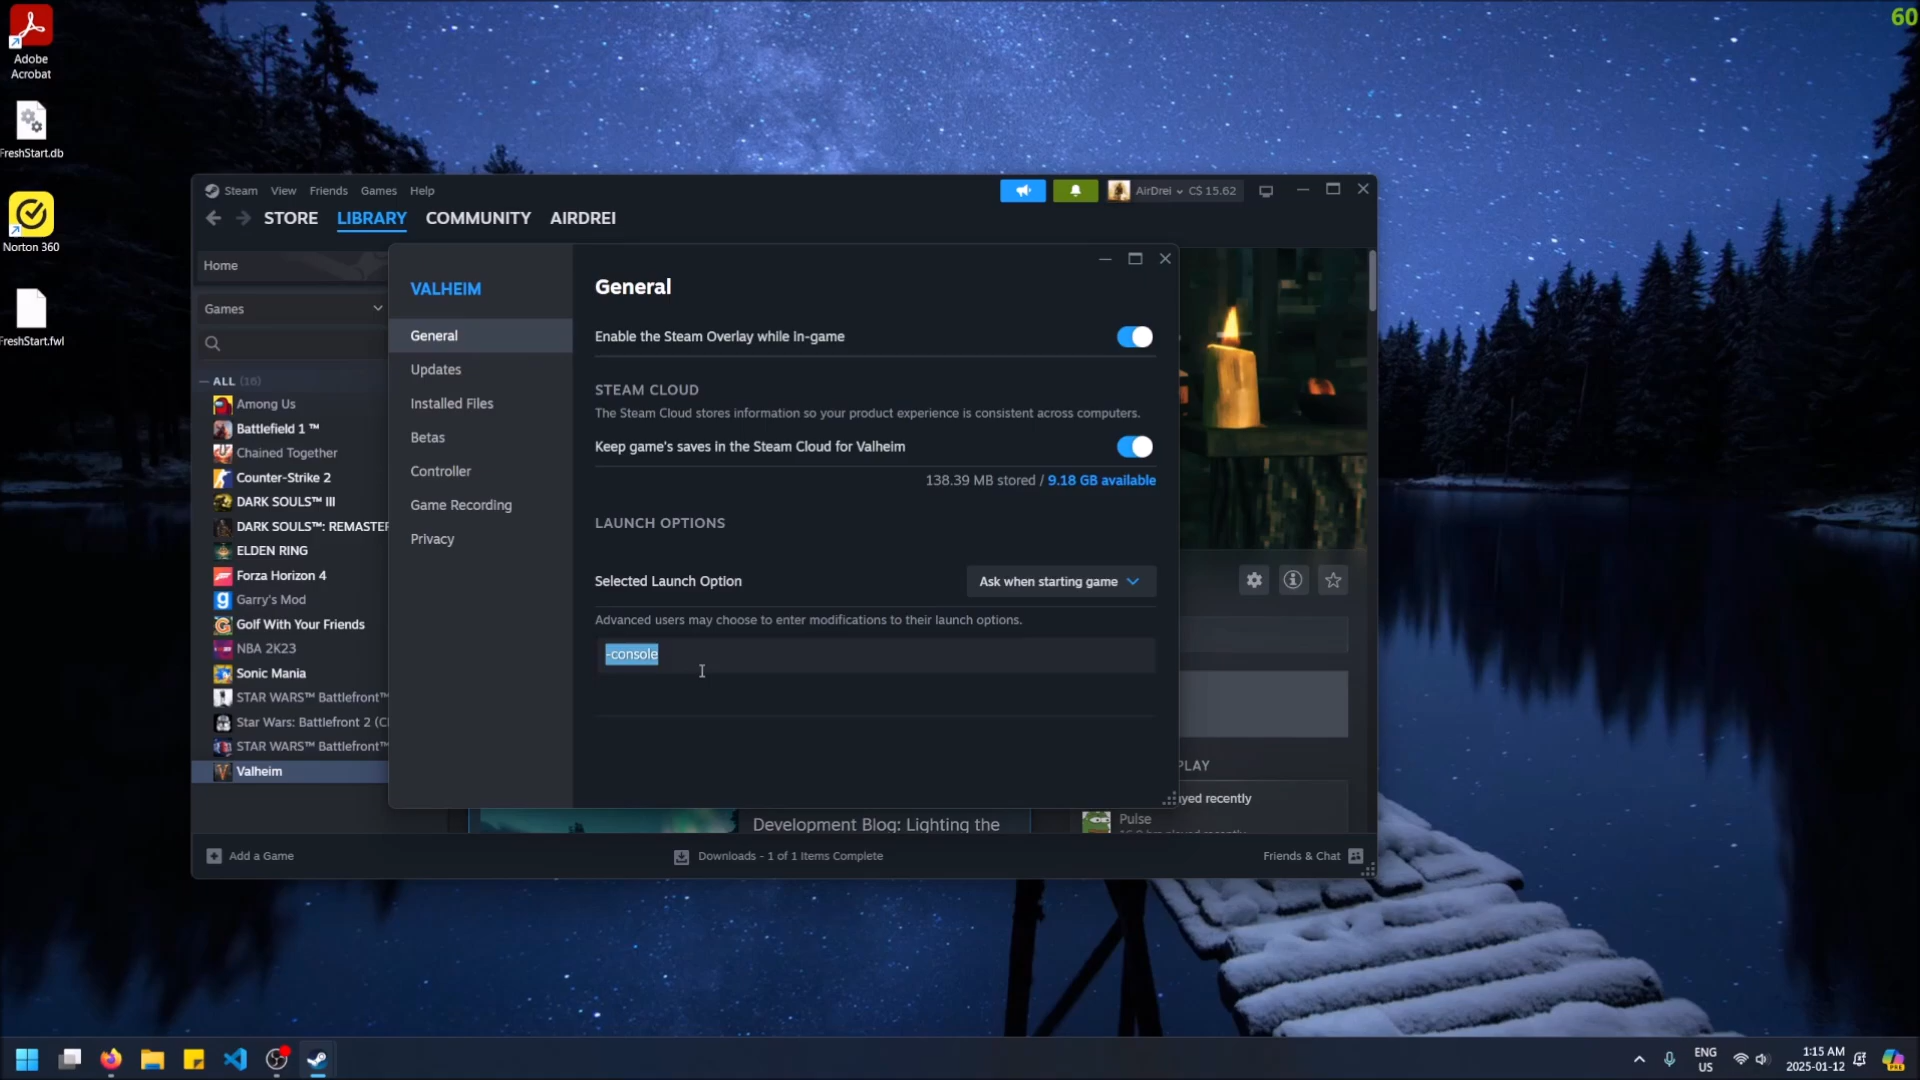 60
Adobe
Acrobat
FreshStart.db
Norton 360
FreshStart.fwl
Steam View Friends Games Help
AirDrei C$ 15.62
STORE LIBRARY COMMUNITY AIRDREI
Home
Games
ALL (16)
Among Us
Battlefield 1 ™
Chained Together
Counter-Strike 2
DARK SOULS™ III
DARK SOULS™: REMASTER
ELDEN RING
Forza Horizon 4
Garry's Mod
Golf With Your Friends
NBA 2K23
Sonic Mania
STAR WARS™ Battlefront™
Star Wars: Battlefront 2 (Cl
STAR WARS™ Battlefront™
Valheim
VALHEIM
General
Updates
Installed Files
Betas
Controller
Game Recording
Privacy
General
Enable the Steam Overlay while In-game
STEAM CLOUD
The Steam Cloud stores information so your product experience is consistent across computers.
Keep game's saves in the Steam Cloud for Valheim
138.39 MB stored / 9.18 GB available
LAUNCH OPTIONS
Selected Launch Option
Ask when starting game
Advanced users may choose to enter modifications to their launch options.
-console
PLAY
yed recently
Pulse
Development Blog: Lighting the
Add a Game
Downloads - 1 of 1 Items Complete
Friends & Chat
ENG
US
1:15 AM
2025-01-12
PRE